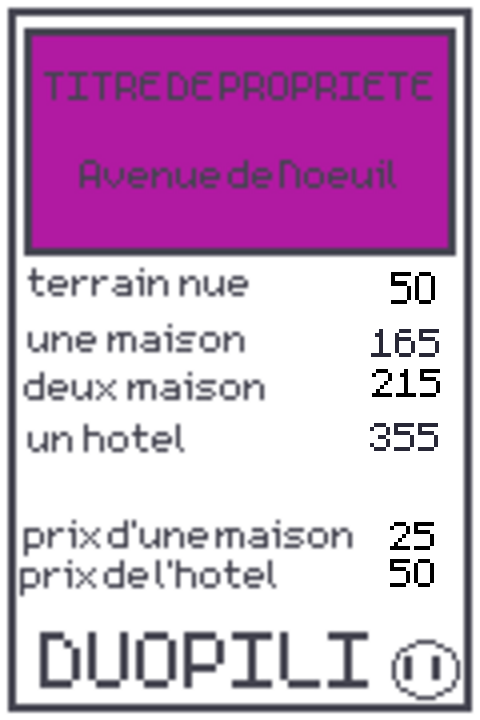 TITRE DE PROPRIETE
Avenue de Noeuil
terrain nue 50
une maison 165
deux maison 215
un hotel 355
prix d'une maison 25
prix de l'hotel 50
DUOPILI